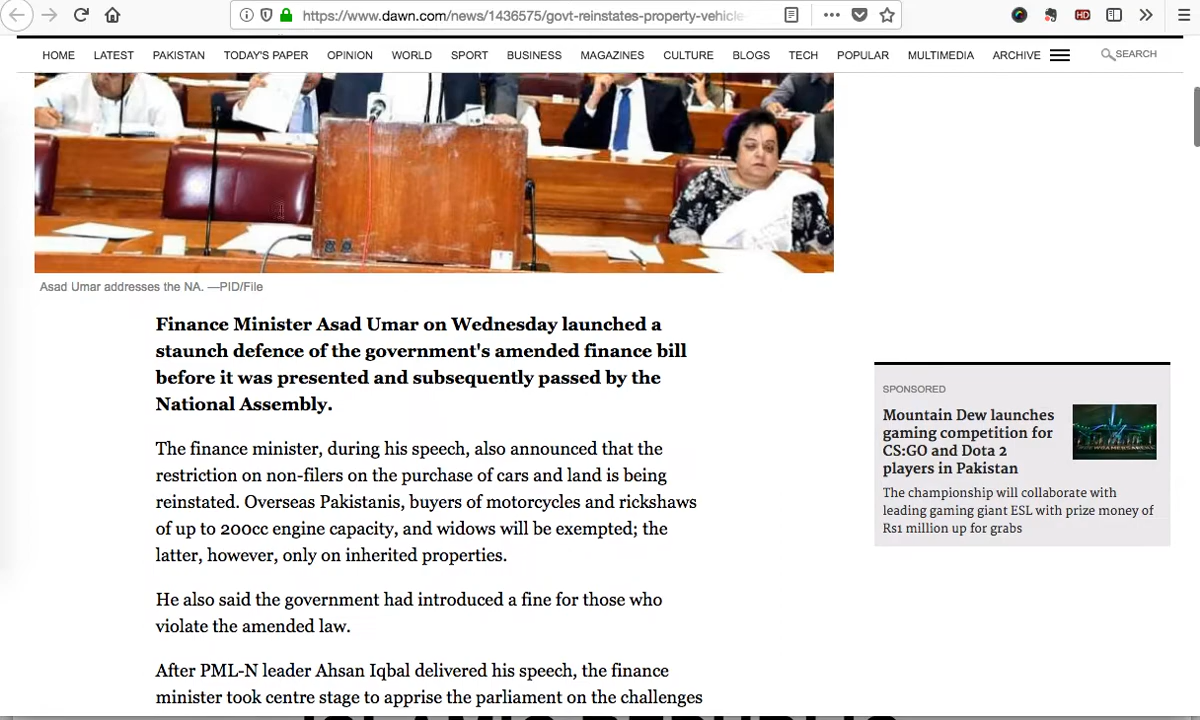 https://www.dawn.com/news/1436575/govt-reinstates-property-vehicle-
HD
HOME LATEST PAKISTAN TODAY'S PAPER OPINION WORLD SPORT BUSINESS MAGAZINES CULTURE BLOGS TECH POPULAR MULTIMEDIA ARCHIVE SEARCH
Asad Umar addresses the NA. —PID/File
Finance Minister Asad Umar on Wednesday launched a
staunch defence of the government's amended finance bill
before it was presented and subsequently passed by the
National Assembly.
The finance minister, during his speech, also announced that the
restriction on non-filers on the purchase of cars and land is being
reinstated. Overseas Pakistanis, buyers of motorcycles and rickshaws
of up to 200cc engine capacity, and widows will be exempted; the
latter, however, only on inherited properties.
He also said the government had introduced a fine for those who
violate the amended law.
After PML-N leader Ahsan Iqbal delivered his speech, the finance
minister took centre stage to apprise the parliament on the challenges
SPONSORED
Mountain Dew launches
gaming competition for
CS:GO and Dota 2
players in Pakistan
The championship will collaborate with
leading gaming giant ESL with prize money of
Rs1 million up for grabs
ISLAMIC REPUBLIC